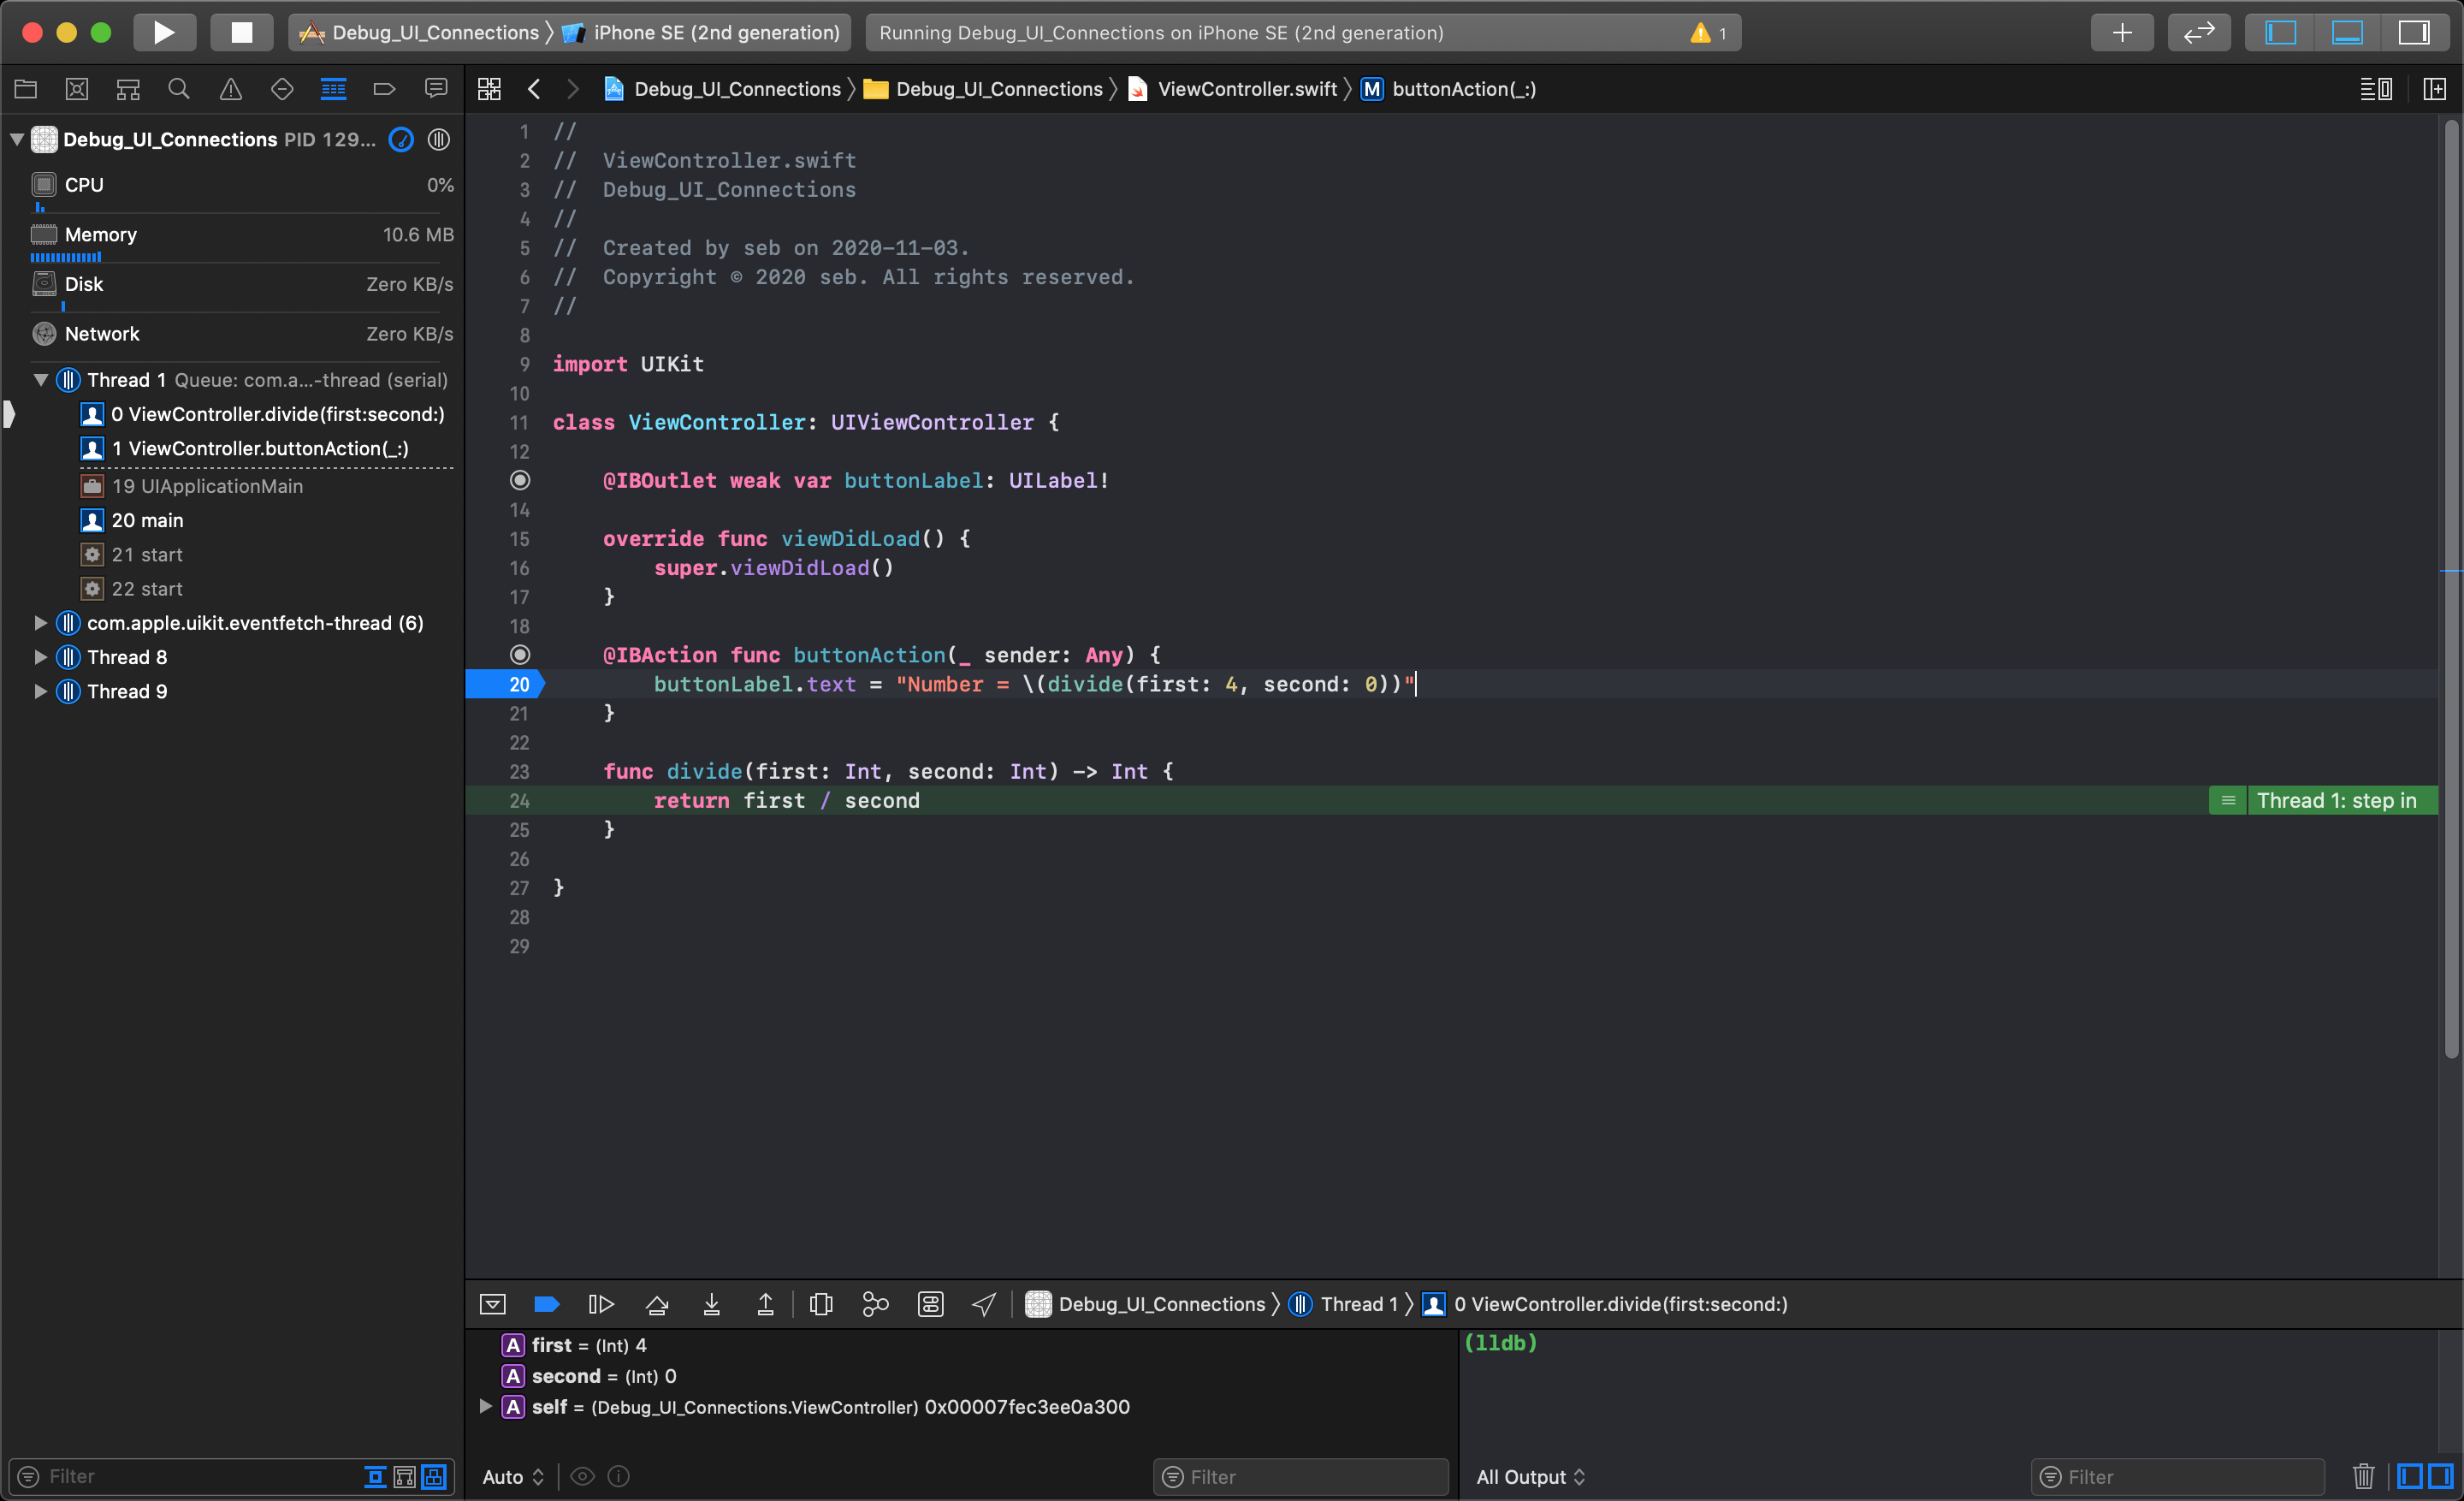 Debug_UI_Connections 〉 iPhone SE (2nd generation)
Running Debug_UI_Connections on iPhone SE (2nd generation)
1
Debug_UI_Connections 〉 Debug_UI_Connections 〉 ViewController.swift 〉 M buttonAction(_:)
Debug_UI_Connections PID 129...
CPU 0%
Memory 10.6 MB
Disk Zero KB/s
Network Zero KB/s
Thread 1 Queue: com.a...-thread (serial)
0 ViewController.divide(first:second:)
1 ViewController.buttonAction(_:)
19 UIApplicationMain
20 main
21 start
22 start
com.apple.uikit.eventfetch-thread (6)
Thread 8
Thread 9
Filter
1 //
2 //  ViewController.swift
3 //  Debug_UI_Connections
4 //
5 //  Created by seb on 2020-11-03.
6 //  Copyright © 2020 seb. All rights reserved.
7 //
8
9 import UIKit
10
11 class ViewController: UIViewController {
12
@IBOutlet weak var buttonLabel: UILabel!
14
15 override func viewDidLoad() {
16 super.viewDidLoad()
17 }
18
@IBAction func buttonAction(_ sender: Any) {
20 buttonLabel.text = "Number = \(divide(first: 4, second: 0))"
21 }
22
23 func divide(first: Int, second: Int) -> Int {
24 return first / second Thread 1: step in
25 }
26
27 }
28
29
Debug_UI_Connections 〉 Thread 1 〉 0 ViewController.divide(first:second:)
A first = (Int) 4
A second = (Int) 0
A self = (Debug_UI_Connections.ViewController) 0x00007fec3ee0a300
Auto
Filter
(lldb)
All Output
Filter